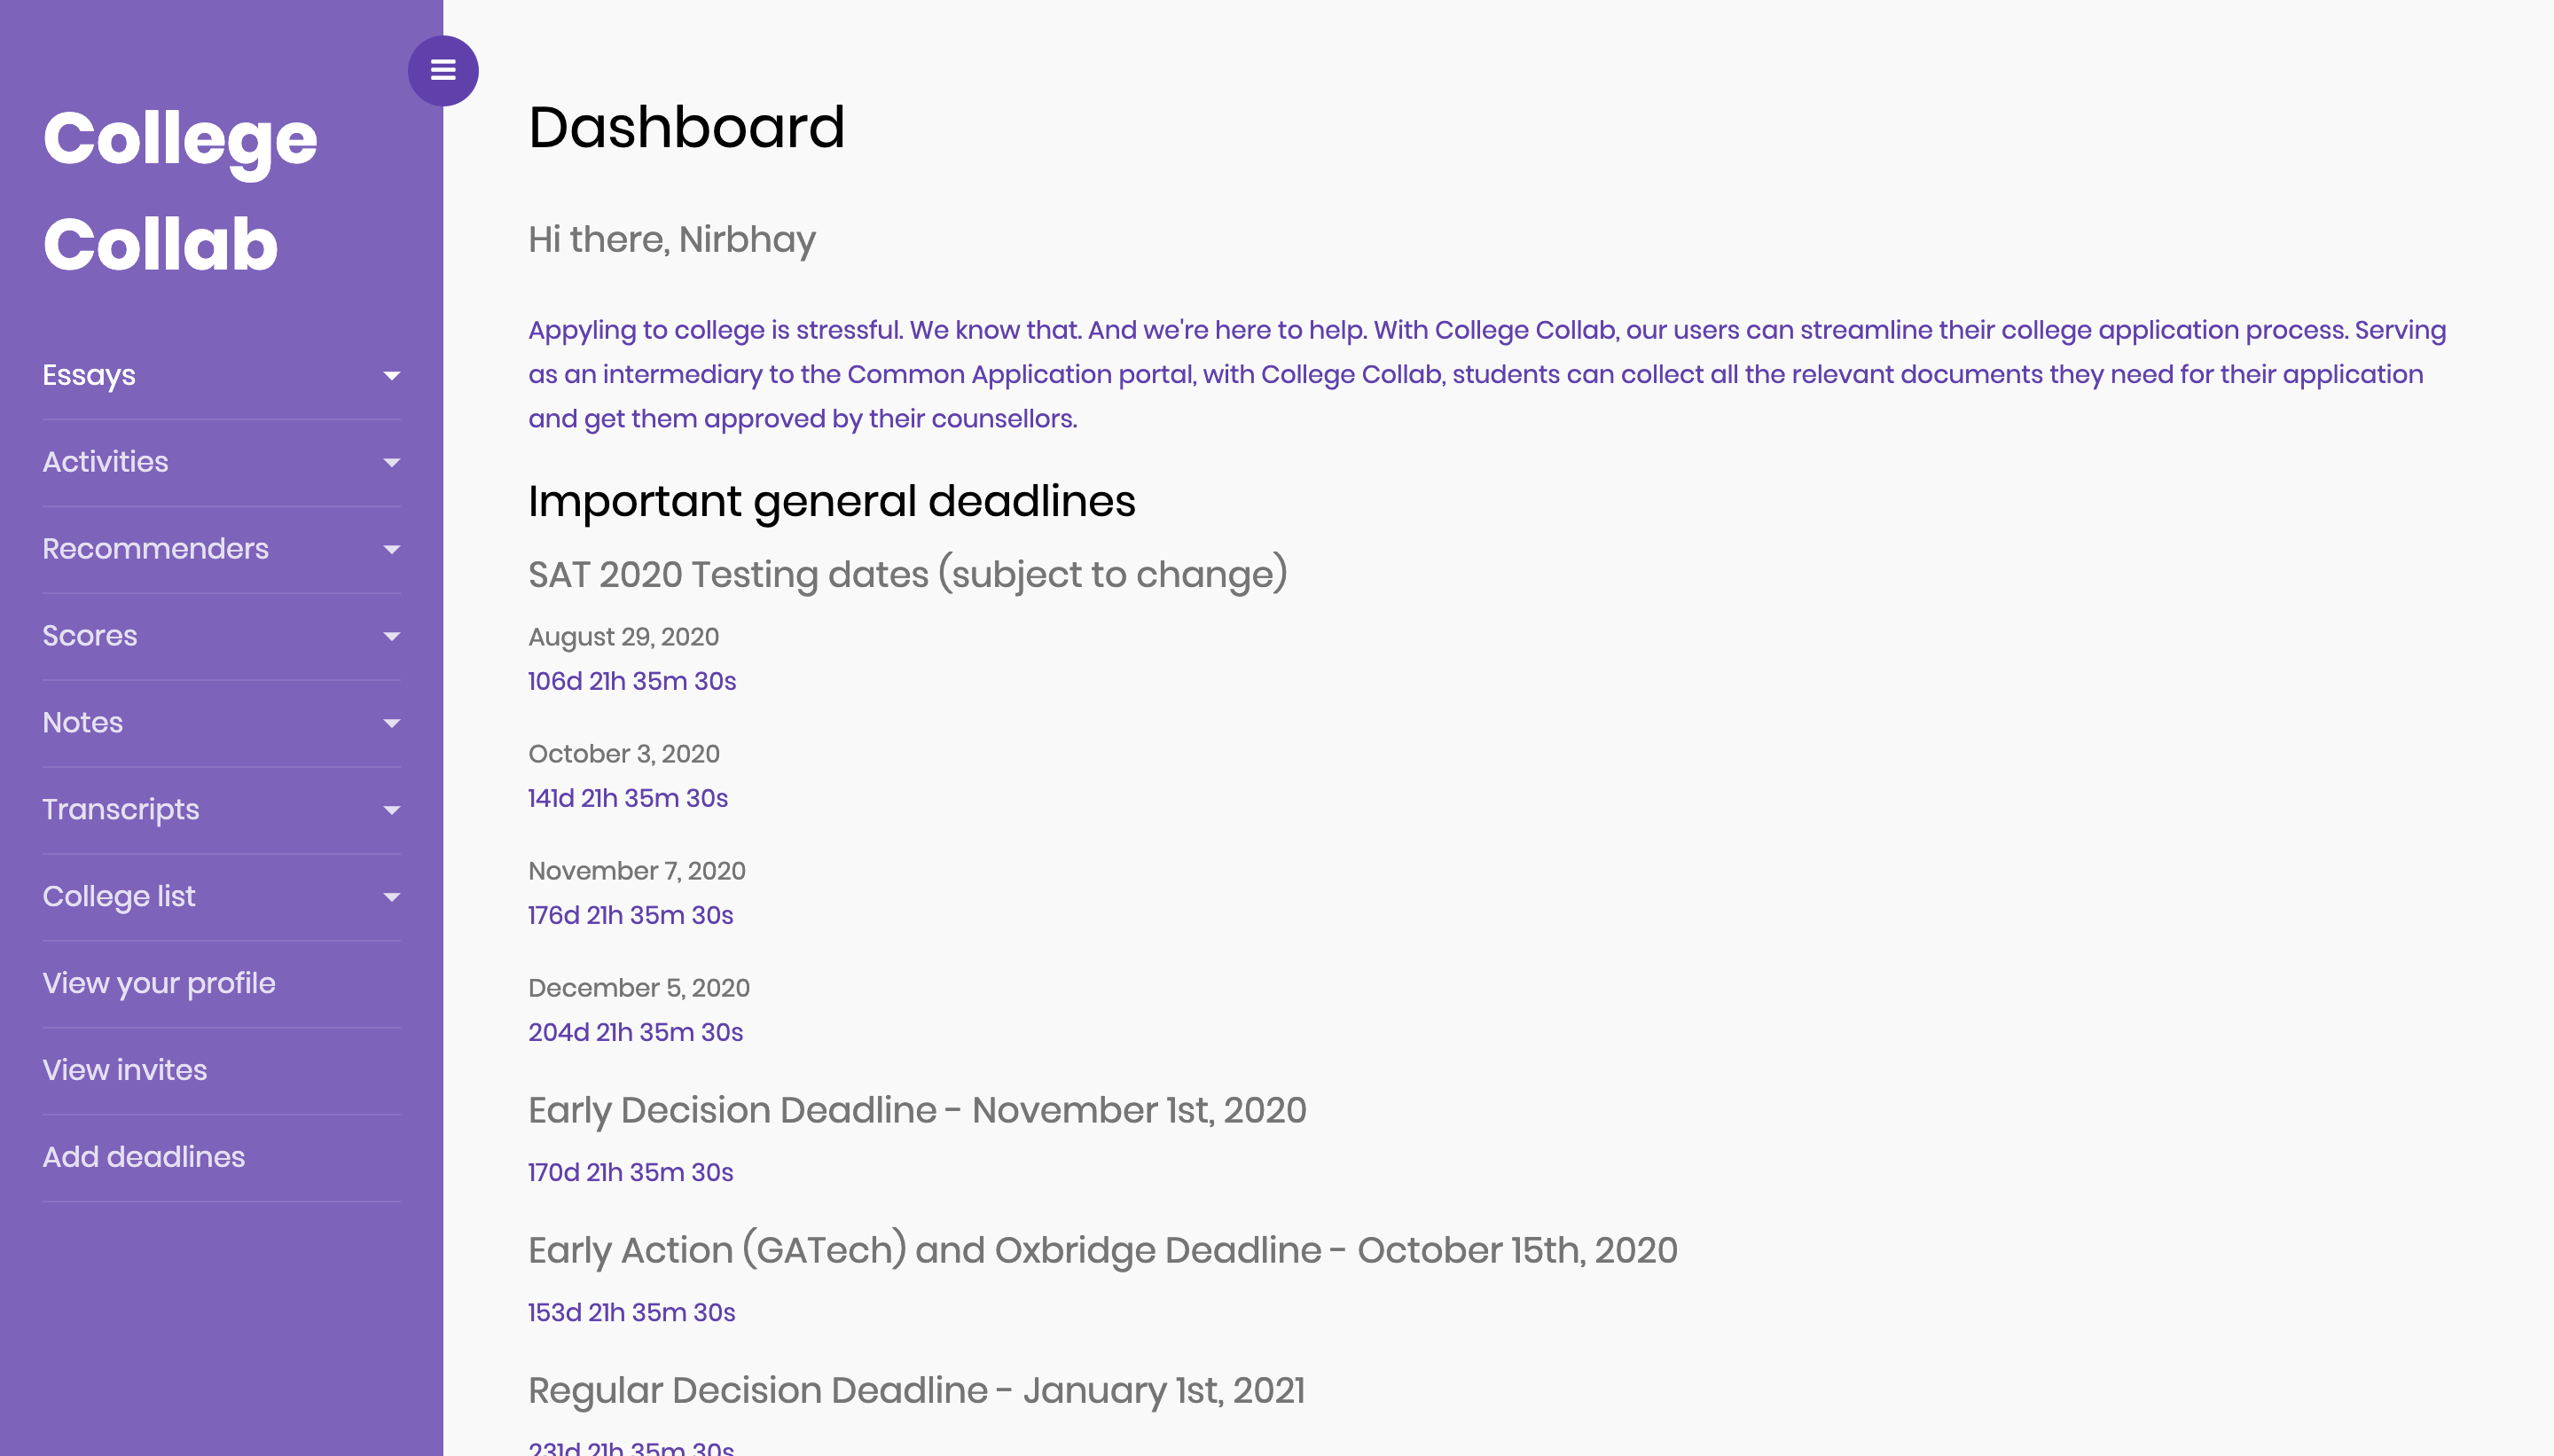 College
Collab
Essays
Activities
Recommenders
Scores
Notes
Transcripts
College list
View your profile
View invites
Add deadlines
Dashboard
Hi there, Nirbhay
Appyling to college is stressful. We know that. And we're here to help. With College Collab, our users can streamline their college application process. Serving
as an intermediary to the Common Application portal, with College Collab, students can collect all the relevant documents they need for their application
and get them approved by their counsellors.
Important general deadlines
SAT 2020 Testing dates (subject to change)
August 29, 2020
106d 21h 35m 30s
October 3, 2020
141d 21h 35m 30s
November 7, 2020
176d 21h 35m 30s
December 5, 2020
204d 21h 35m 30s
Early Decision Deadline - November 1st, 2020
170d 21h 35m 30s
Early Action (GATech) and Oxbridge Deadline - October 15th, 2020
153d 21h 35m 30s
Regular Decision Deadline - January 1st, 2021
231d 21h 35m 30s